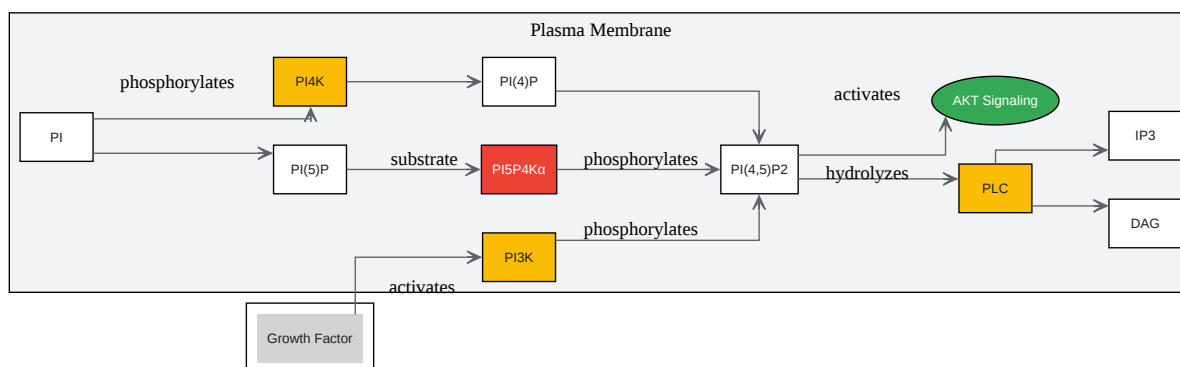 Plasma Membrane
phosphorylates
PI4K
PI(4)P
activates
AKT Signaling
PI
IP3
PI(5)P
substrate
PI5P4Kα
phosphorylates
PI(4,5)P2
hydrolyzes
PLC
DAG
phosphorylates
PI3K
activates
Growth Factor